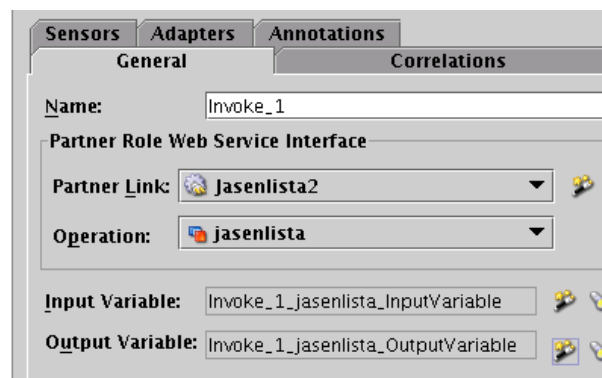 Sensors Adapters Annotations
General Correlations
Name: Invoke_1
Partner Role Web Service Interface
Partner Link: Jasenlista2
Operation: jasenlista
Input Variable: Invoke_1_jasenlista_InputVariable
Output Variable: Invoke_1_jasenlista_OutputVariable